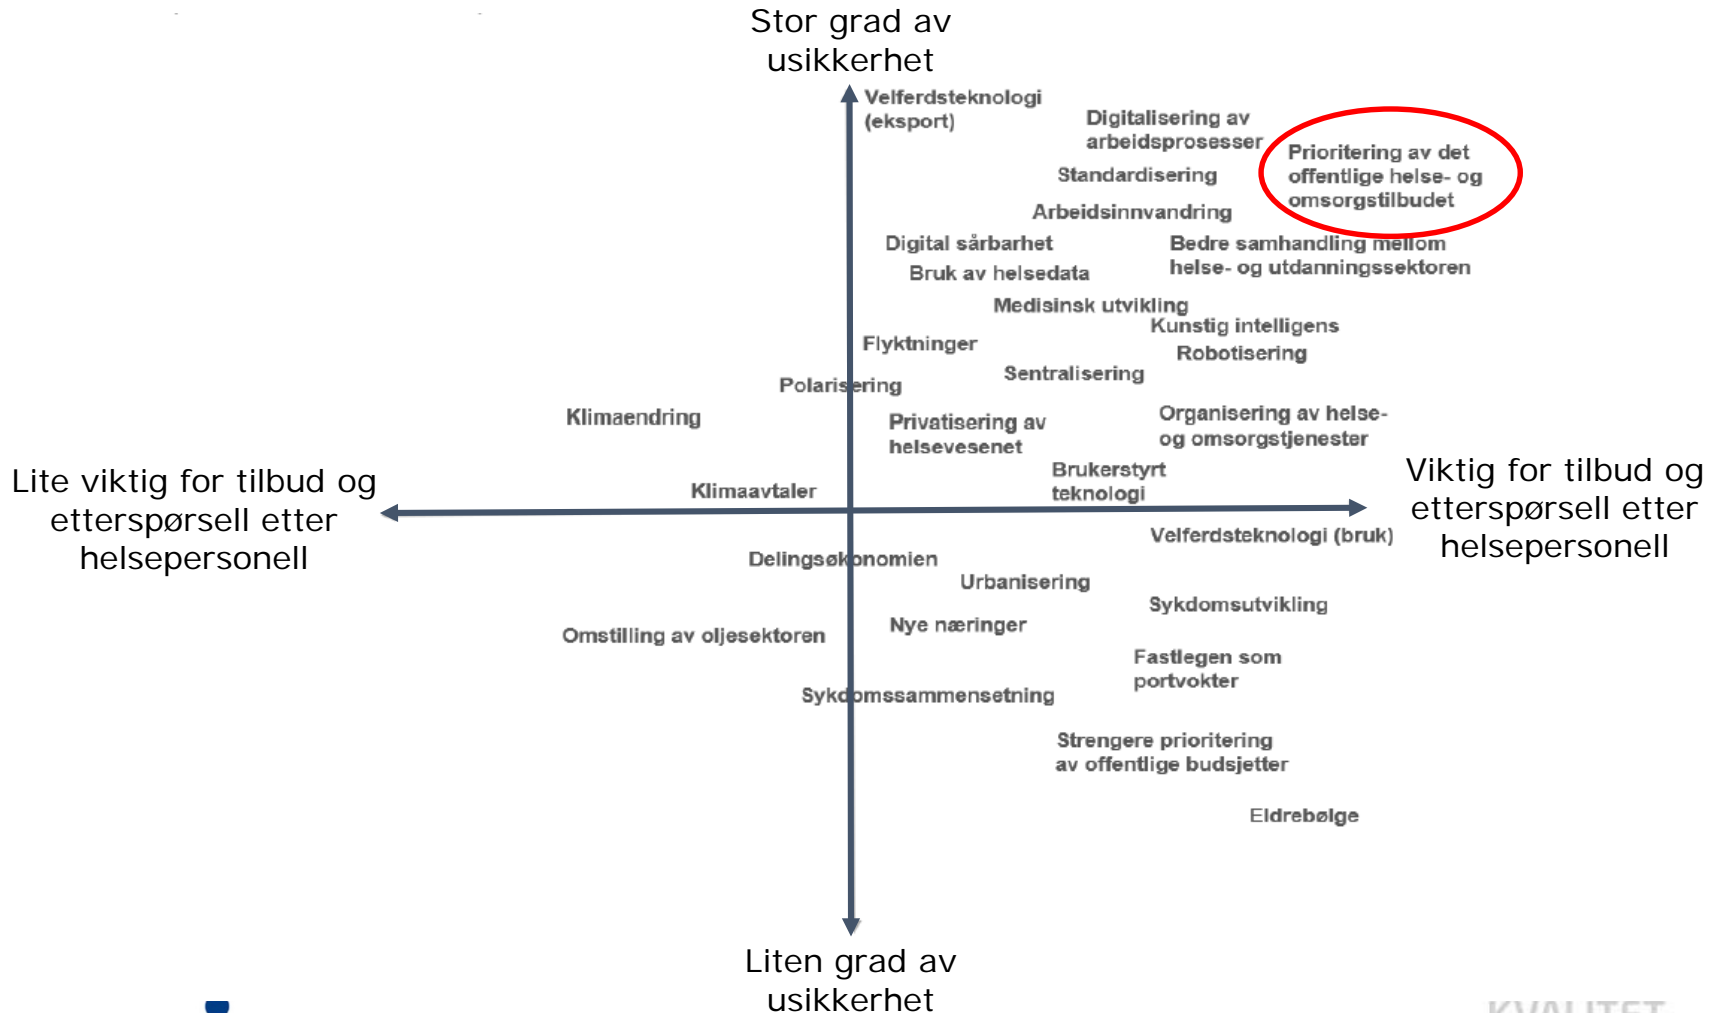 Stor grad av
usikkerhet
Velferdsteknologi
(eksport)
Digitalisering av
arbeidsprosesser
Prioritering av det
offentlige helse- og
omsorgstilbudet
Standardisering
Arbeidsinnvandring
Digital sårbarhet
Bedre samhandling mellom
helse- og utdanningssektoren
Bruk av helsedata
Medisinsk utvikling
Kunstig intelligens
Flyktninger
Robotisering
Sentralisering
Polarisering
Klimaendring
Privatisering av
helsevesenet
Organisering av helse-
og omsorgstjenester
Brukerstyrt
teknologi
Lite viktig for tilbud og
etterspørsell etter
helsepersonell
Klimaavtaler
Viktig for tilbud og
etterspørsell etter
helsepersonell
Velferdsteknologi (bruk)
Delingsøkonomien
Urbanisering
Sykdomsutvikling
Nye næringer
Omstilling av oljesektoren
Fastlegen som
portvokter
Sykdomssammensetning
Strengere prioritering
av offentlige budsjetter
Eldrebølge
Liten grad av
usikkerhet
KVALITET